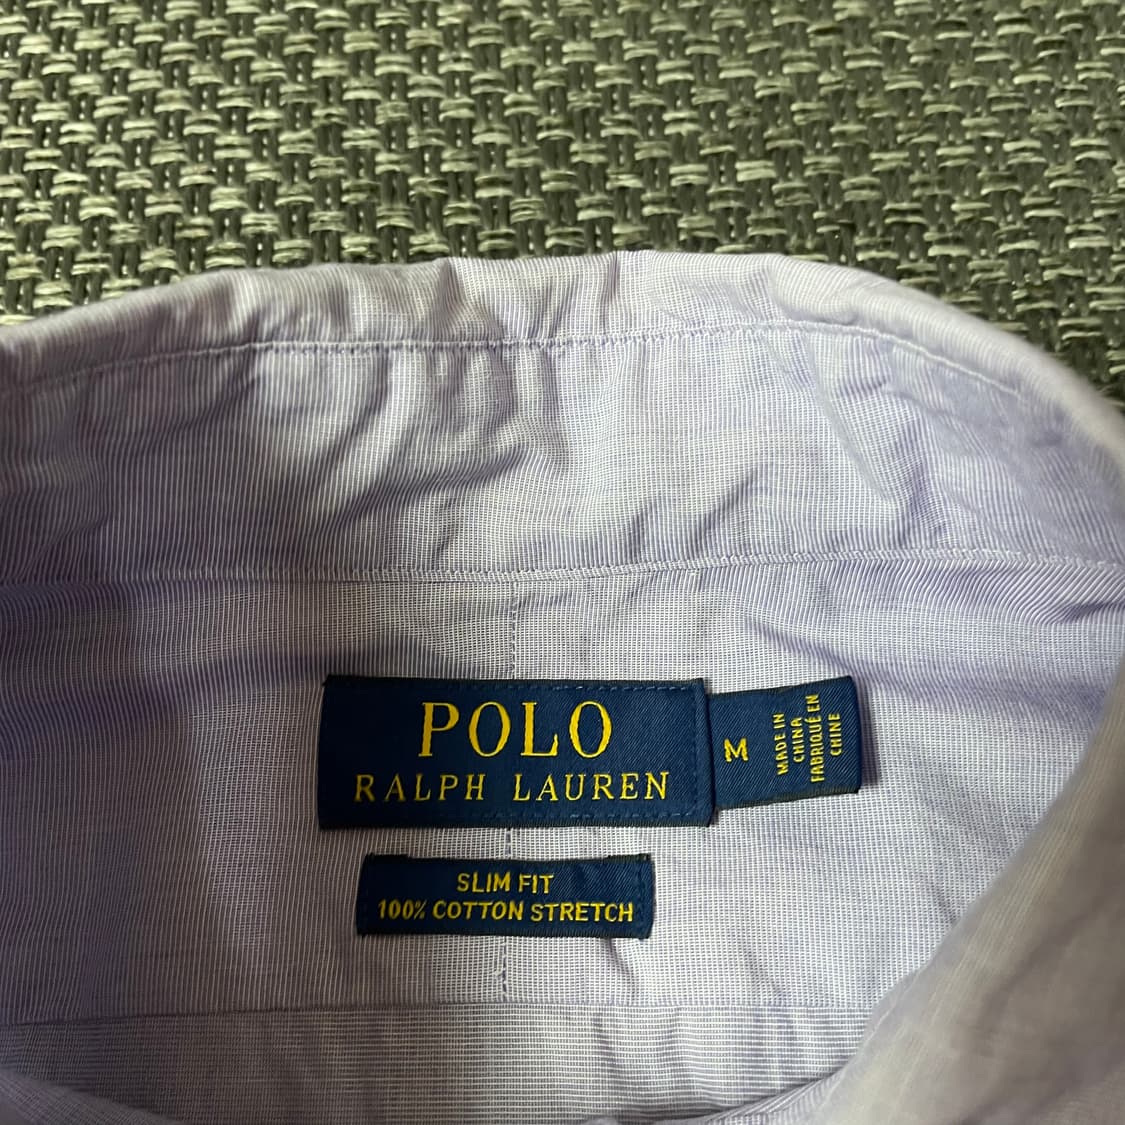 POLO
RALPH LAUREN
M
MADE IN
CHINA
FABRIQUÉ EN
CHINE
SLIM FIT
100% COTTON STRETCH